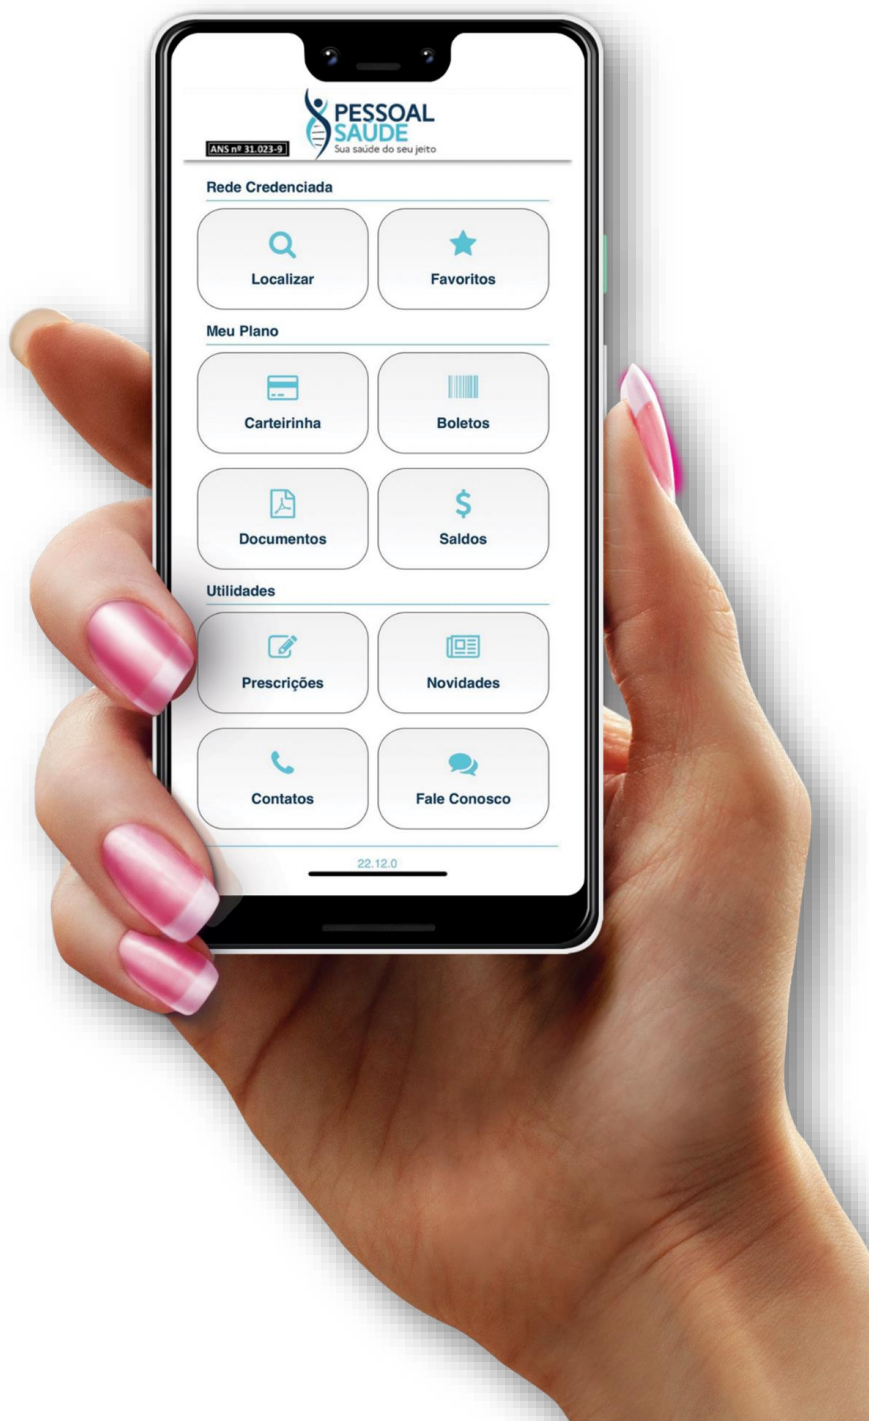 PESSOAL
SAÚDE
ANS nº 31.023-9
Sua saúde do seu jeito
Rede Credenciada
Localizar
Favoritos
Meu Plano
Carteirinha
Boletos
Documentos
Saldos
Utilidades
Prescrições
Novidades
Contatos
Fale Conosco
22.12.0